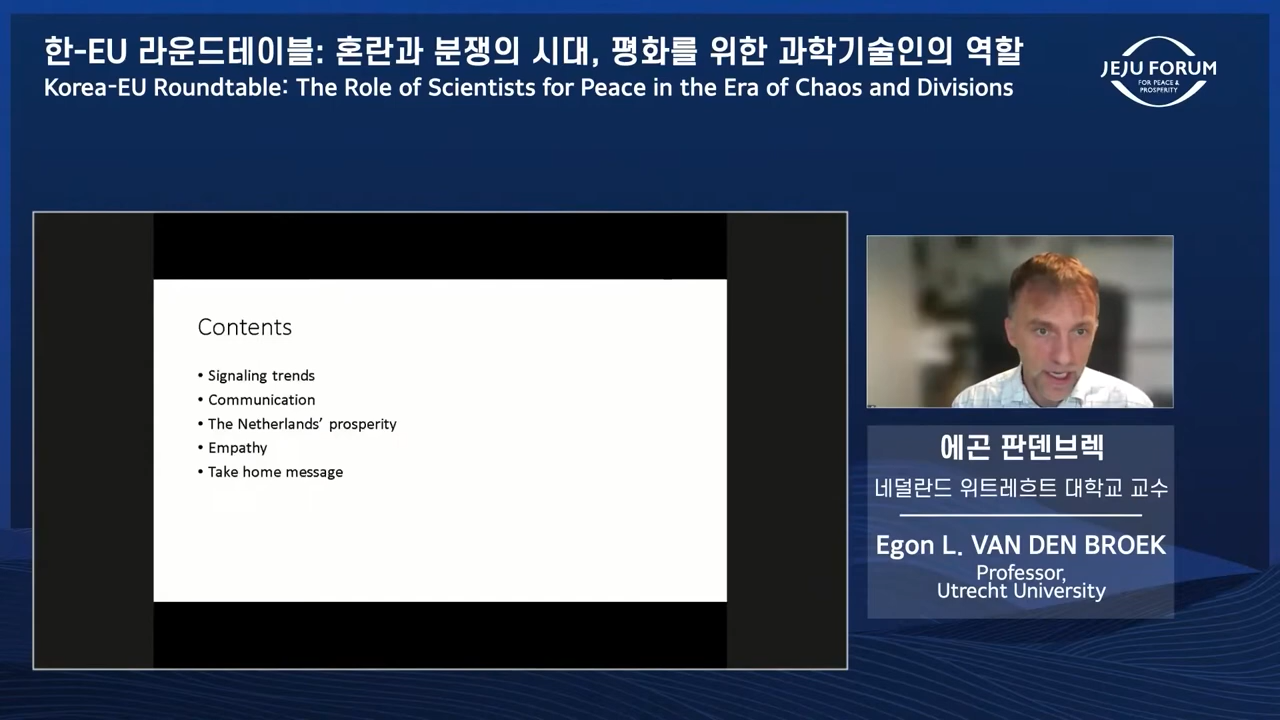 한-EU 라운드테이블: 혼란과 분쟁의 시대, 평화를 위한 과학기술인의 역할
Korea-EU Roundtable: The Role of Scientists for Peace in the Era of Chaos and Divisions
JEJU FORUM
FOR PEACE &
PROSPERITY
Contents
• Signaling trends
• Communication
• The Netherlands’ prosperity
• Empathy
• Take home message
에곤 판덴브렉
네덜란드 위트레흐트 대학교 교수
Egon L. VAN DEN BROEK
Professor,
Utrecht University